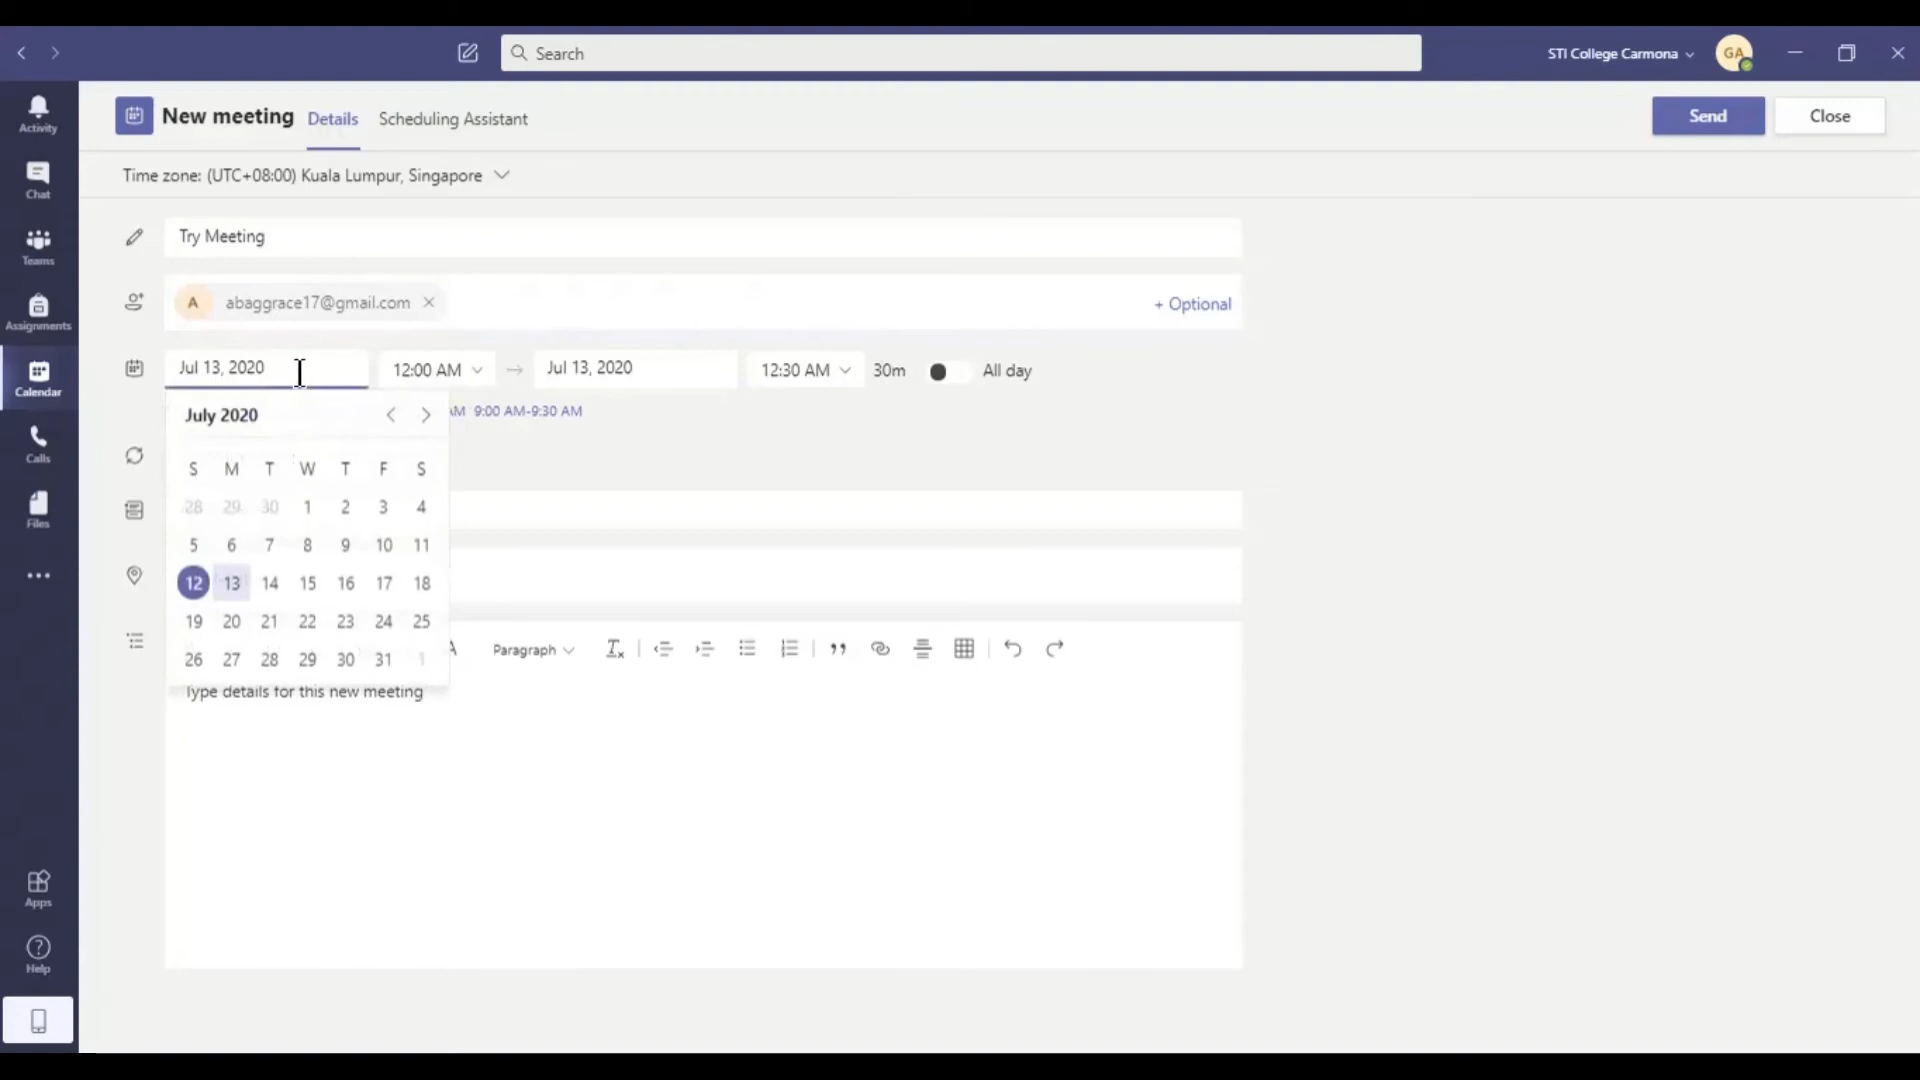 Search
STI College Carmona
GA
Activity
Chat
Teams
Assignments
Calendar
Calls
Files
Apps
Help
New meeting
Details
Scheduling Assistant
Send
Close
Time zone: (UTC+08:00) Kuala Lumpur, Singapore
Try Meeting
A abaggrace17@gmail.com
+ Optional
Jul 13, 2020 12:00 AM → Jul 13, 2020 12:30 AM 30m All day
AM 9:00 AM-9:30 AM
July 2020
S M T W T F S
28 29 30 1 2 3 4
5 6 7 8 9 10 11
12 13 14 15 16 17 18
19 20 21 22 23 24 25
26 27 28 29 30 31 1
Paragraph
Type details for this new meeting